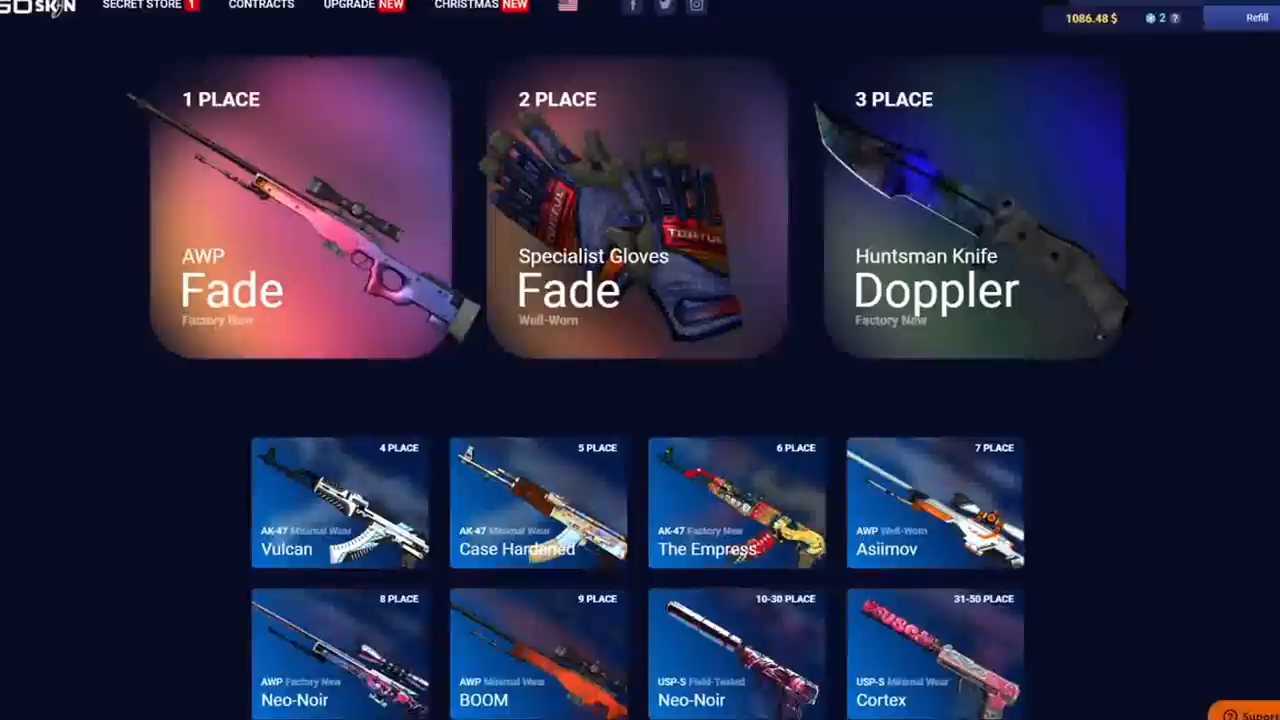 SECRET STORE 1
CONTRACTS
UPGRADE NEW
CHRISTMAS NEW
1086.48 $
2 ?
Refill
1 PLACE
AWP
Fade
Factory New
2 PLACE
TORTUE
Specialist Gloves
Fade
Well-Worn
3 PLACE
Huntsman Knife
Doppler
Factory New
4 PLACE
AK-47 Minimal Wear
Vulcan
5 PLACE
AK-47 Minimal Wear
Case Hardened
6 PLACE
AK-47 Factory New
The Empress
7 PLACE
AWP Well-Worn
Asiimov
8 PLACE
AWP Factory New
Neo-Noir
9 PLACE
AWP Minimal Wear
BOOM
10-30 PLACE
USP-S Field-Tested
Neo-Noir
31-50 PLACE
USP-S Minimal Wear
Cortex